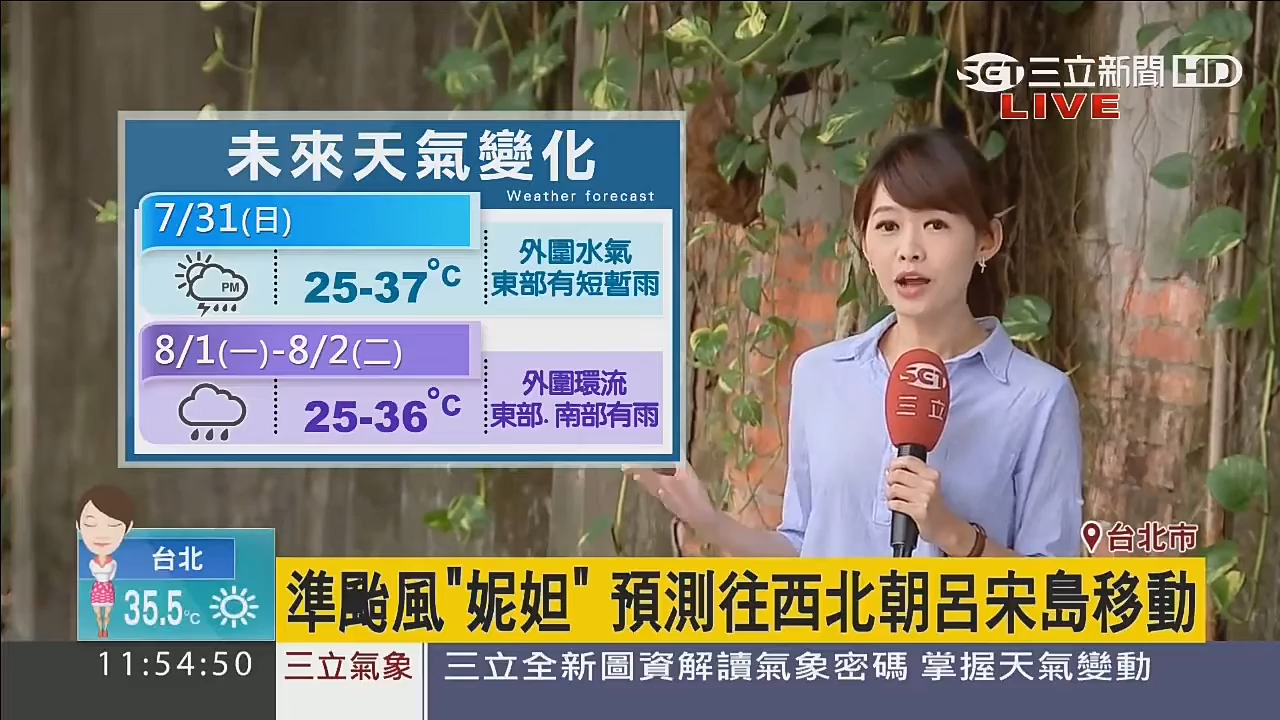 SET三立新聞HD
LIVE
未來天氣變化
Weather forecast
7/31(日)
PM
25-37°C
外圍水氣
東部有短暫雨
8/1(一)-8/2(二)
25-36°C
外圍環流
東部.南部有雨
SET
三立
台北市
台北
35.5°C
準颱風"妮妲" 預測往西北朝呂宋島移動
11:54:50
三立氣象
三立全新圖資解讀氣象密碼 掌握天氣變動